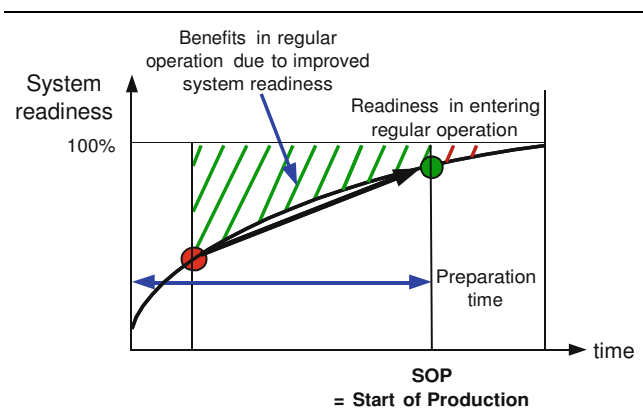 Benefits in regular
operation due to improved
system readiness
System
readiness
Readiness in entering
regular operation
100%
Preparation
time
time
SOP
= Start of Production